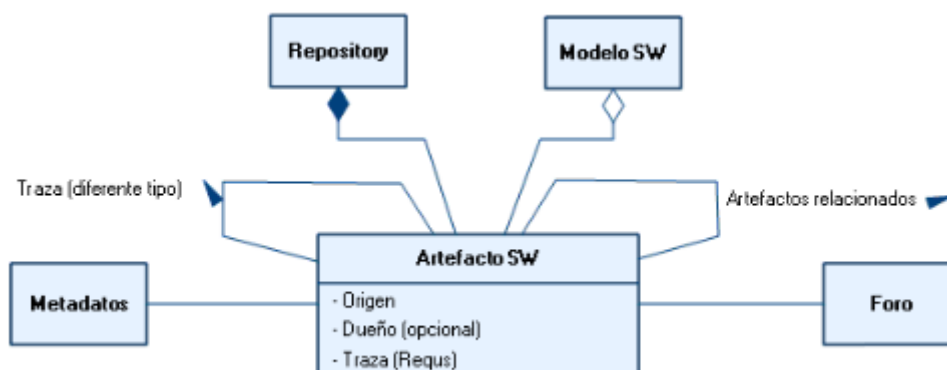 Repository
Modelo SW
Traza (diferente tipo)
Artefactos relacionados
Artefacto SW
Metadatos
- Origen
- Dueño (opcional)
- Traza (Requs)
Foro